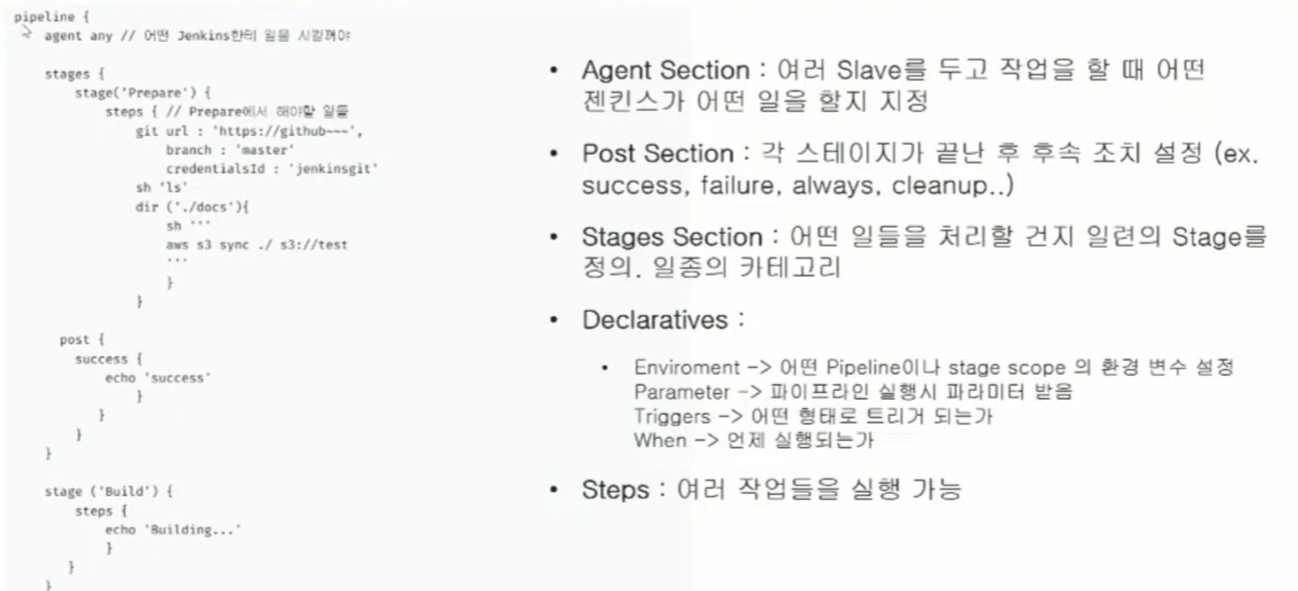 pipeline {
agent any // 어떤 Jenkins한테 일을 시킬꺼야
stages {
stage('Prepare') {
steps { // Prepare에서 해야할 일들
git url : 'https://github~~~',
branch : 'master'
credentialsId : 'jenkinsgit'
sh 'ls'
dir ('./docs'){
sh '''
aws s3 sync ./ s3://test
'''
}
}
post {
success {
echo 'success'
}
}
}
}
stage ('Build') {
steps {
echo 'Building...'
}
}
}
• Agent Section : 여러 Slave를 두고 작업을 할 때 어떤
젠킨스가 어떤 일을 할지 지정
• Post Section : 각 스테이지가 끝난 후 후속 조치 설정 (ex.
success, failure, always, cleanup..)
• Stages Section : 어떤 일들을 처리할 건지 일련의 Stage를
정의. 일종의 카테고리
• Declaratives :
• Enviroment -> 어떤 Pipeline이나 stage scope 의 환경 변수 설정
Parameter -> 파이프라인 실행시 파라미터 받음
Triggers -> 어떤 형태로 트리거 되는가
When -> 언제 실행되는가
• Steps : 여러 작업들을 실행 가능